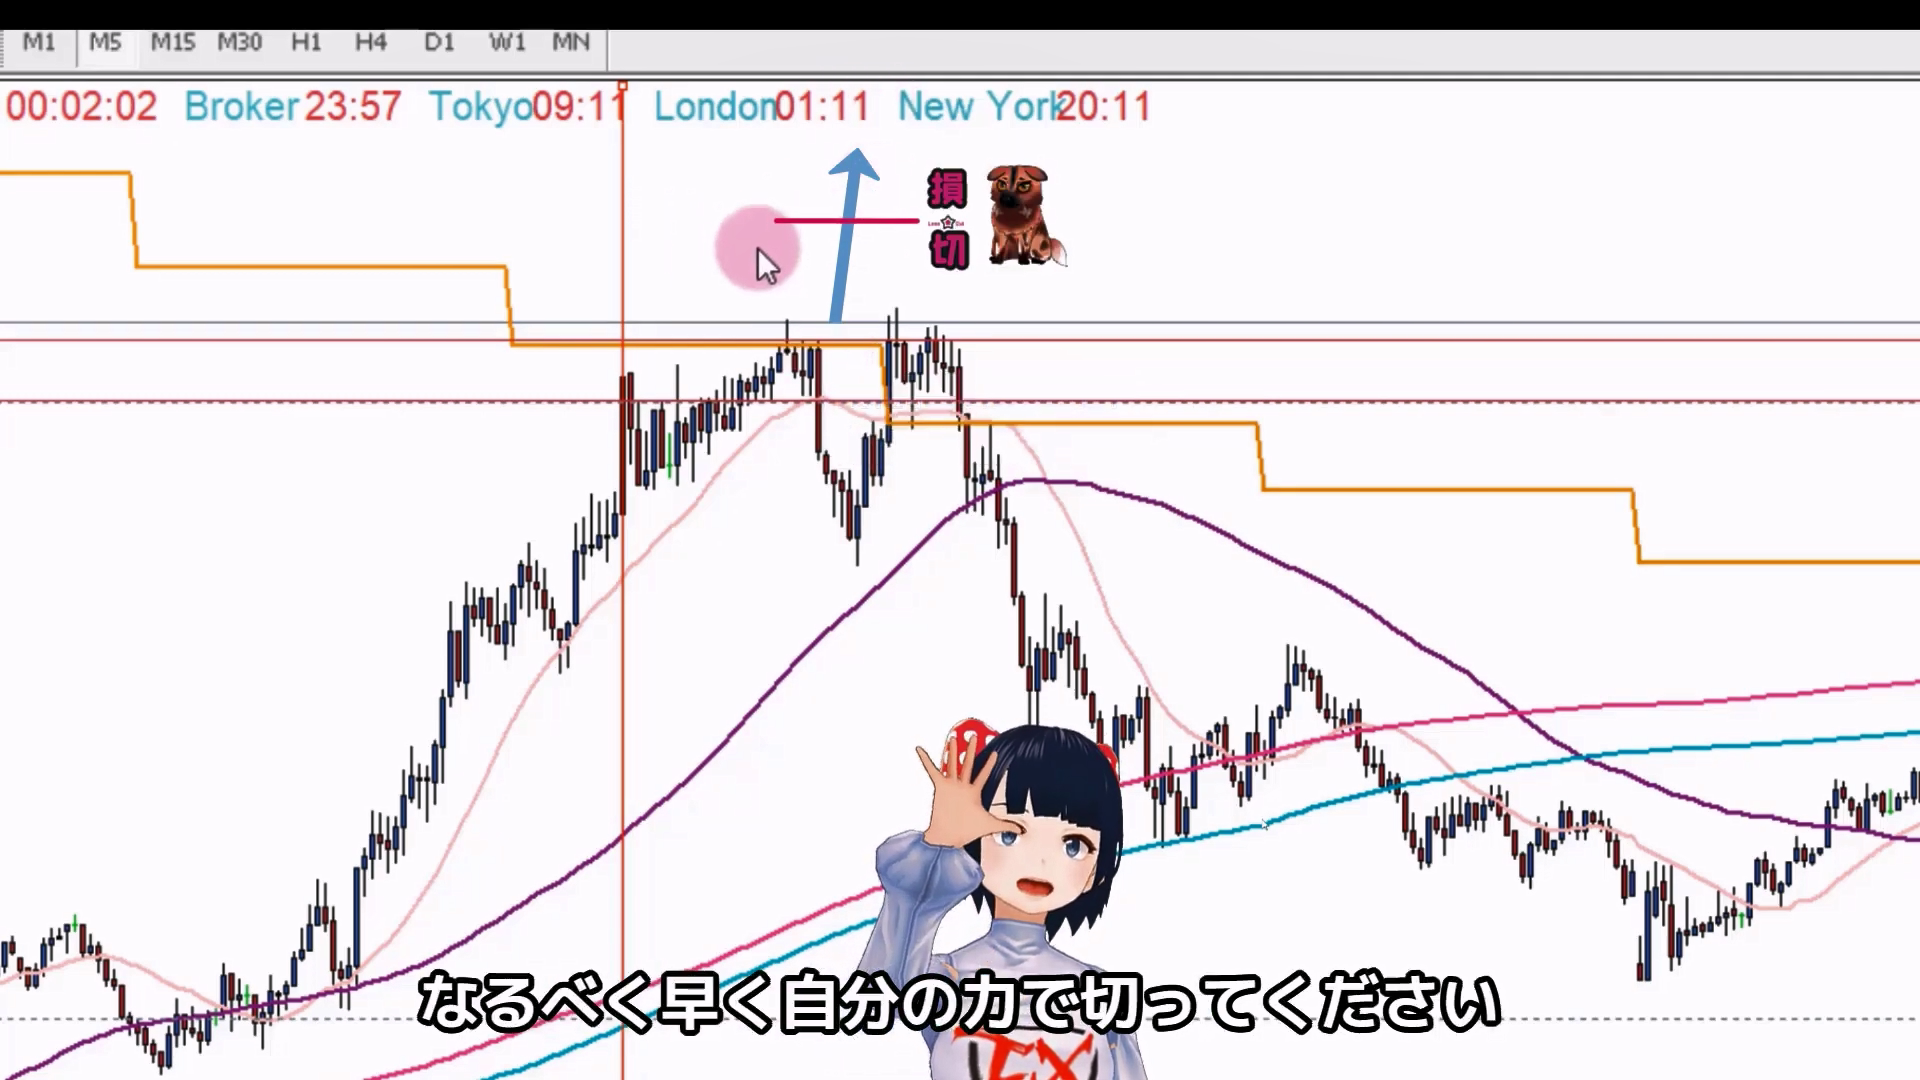 M1 M5 M15 M30 H1 H4 D1 W1 MN
00:02:02 Broker 23:57 Tokyo 09:11 London 01:11 New York 20:11
損
切
なるべく早く自分の力で切ってください
FX